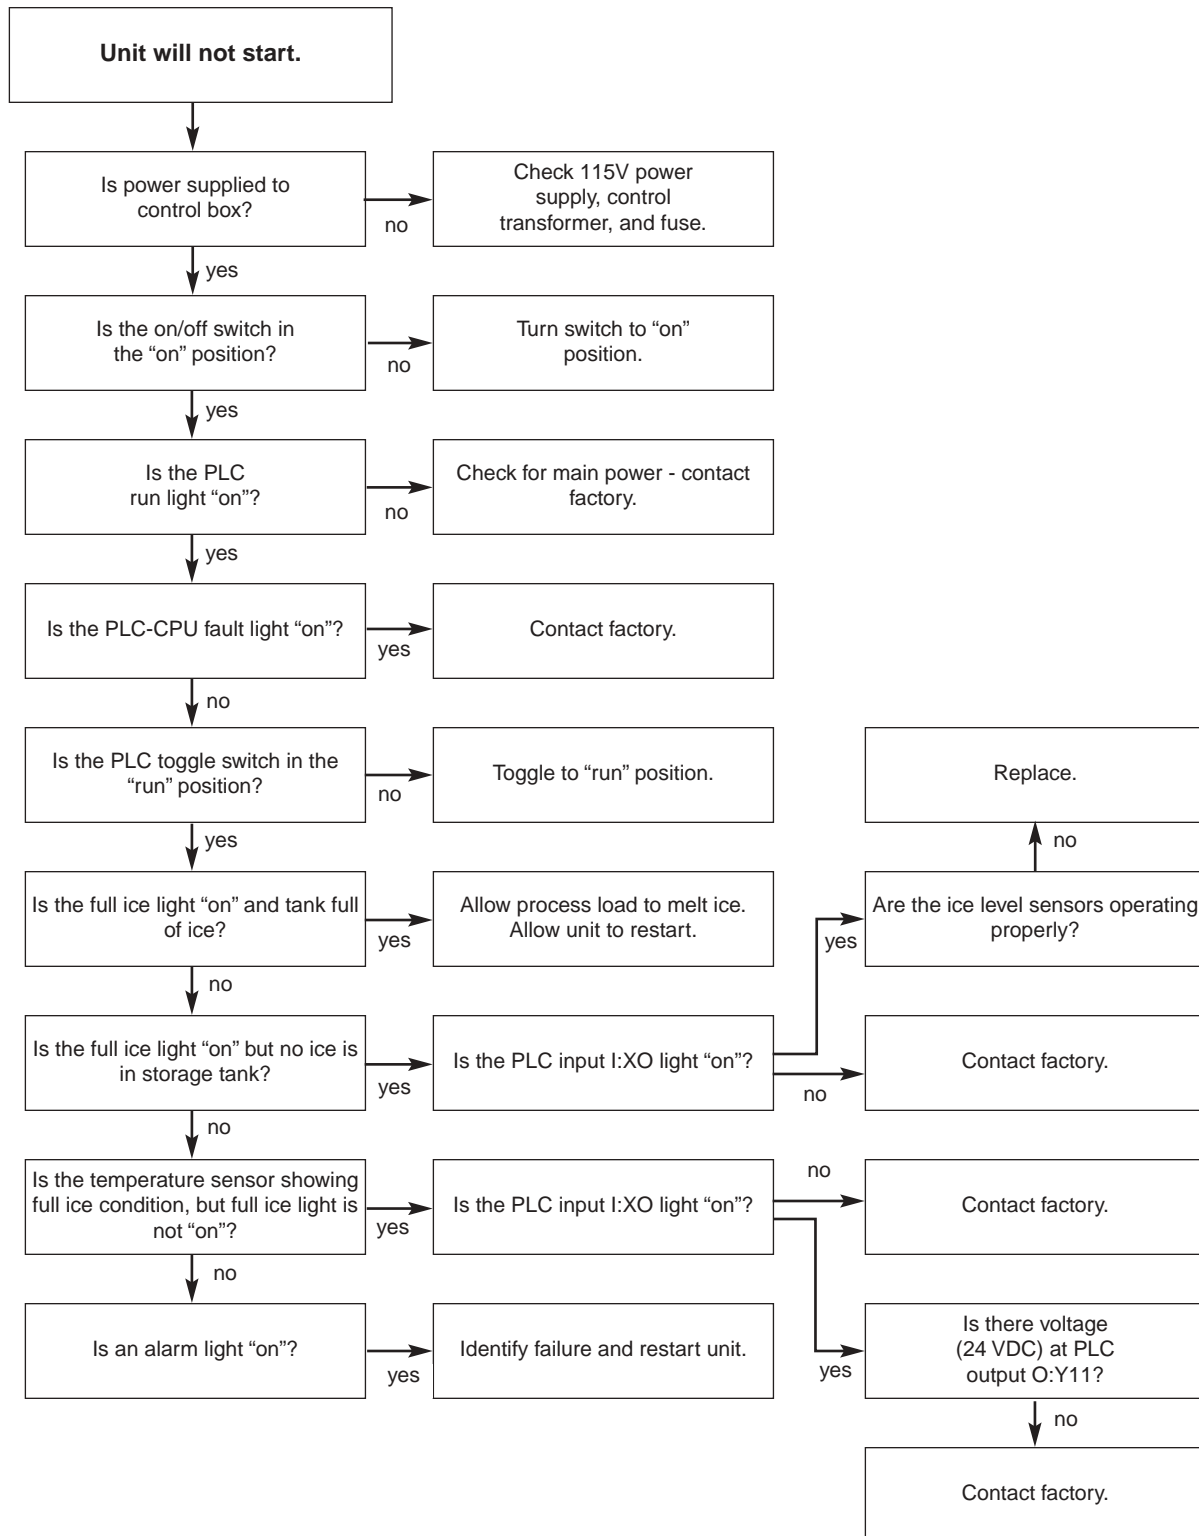 Unit will not start.
Is power supplied to
control box?
no
Check 115V power
supply, control
transformer, and fuse.
yes
Is the on/off switch in
the “on” position?
no
Turn switch to “on”
position.
yes
Is the PLC
run light “on”?
no
Check for main power - contact
factory.
yes
Is the PLC-CPU fault light “on”?
yes
Contact factory.
no
Is the PLC toggle switch in the
“run” position?
no
Toggle to “run” position.
Replace.
yes
no
Is the full ice light “on” and tank full
of ice?
yes
Allow process load to melt ice.
Allow unit to restart.
yes
Are the ice level sensors operating
properly?
no
Is the full ice light “on” but no ice is
in storage tank?
yes
Is the PLC input I:XO light “on”?
no
Contact factory.
no
Is the temperature sensor showing
full ice condition, but full ice light is
not “on”?
yes
Is the PLC input I:XO light “on”?
no
Contact factory.
no
Is an alarm light “on”?
yes
Identify failure and restart unit.
yes
Is there voltage
(24 VDC) at PLC
output O:Y11?
no
Contact factory.